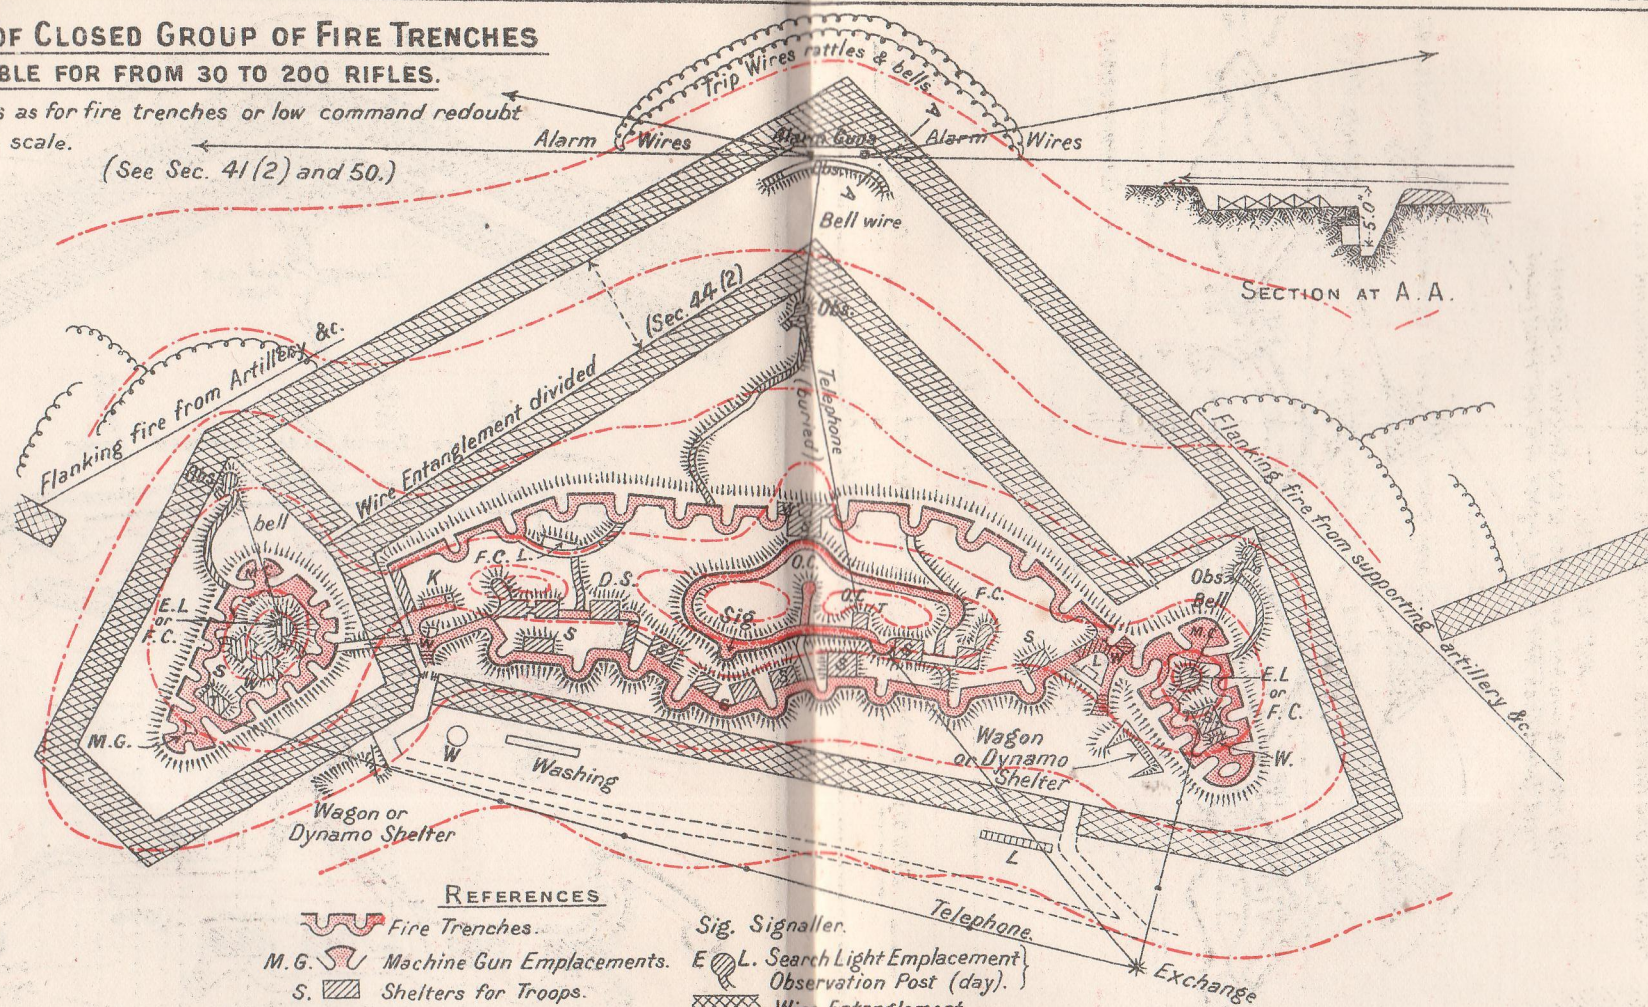 OF CLOSED GROUP OF FIRE TRENCHES
BLE FOR FROM 30 TO 200 RIFLES.
s as for fire trenches or low command redoubt
scale.
(See Sec. 41(2) and 50.)
Trip Wires rattles & bells
A
Alarm Wires
Alarm Guns
Alarm Wires
Obs.
A
Bell wire
5.0"
SECTION AT A.A.
(Sec. 44(2)
Obs.
Flanking fire from Artillery &c.
Wire Entanglement divided
Telephone
(buried)
Flanking fire from supporting artillery &c.
Obs.
bell
F.C. L.
K
D.S.
O.C.
O.C.
T
F.C.
Sig.
Obs.
Bell
M.G.
E.L
or
F.C.
S
W
W
S
S
S
S
S
S
S
S
L
W
E.L
or
F.C.
W.
M.G.
W
Washing
Wagon or
Dynamo Shelter
Wagon
or Dynamo
Shelter
L
Telephone.
Exchange
REFERENCES
Fire Trenches.
Sig. Signaller.
M.G. Machine Gun Emplacements.
E L. Search Light Emplacement
Observation Post (day).
S. Shelters for Troops.
Wire Entanglement